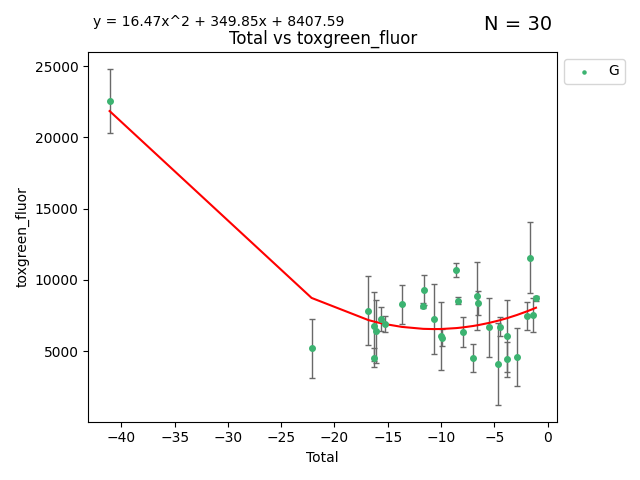 y = 16.47x^2 + 349.85x + 8407.59
N = 30
Total vs toxgreen_fluor
G
25000
20000
15000
10000
5000
toxgreen_fluor
−40 −35 −30 −25 −20 −15 −10 −5 0
Total